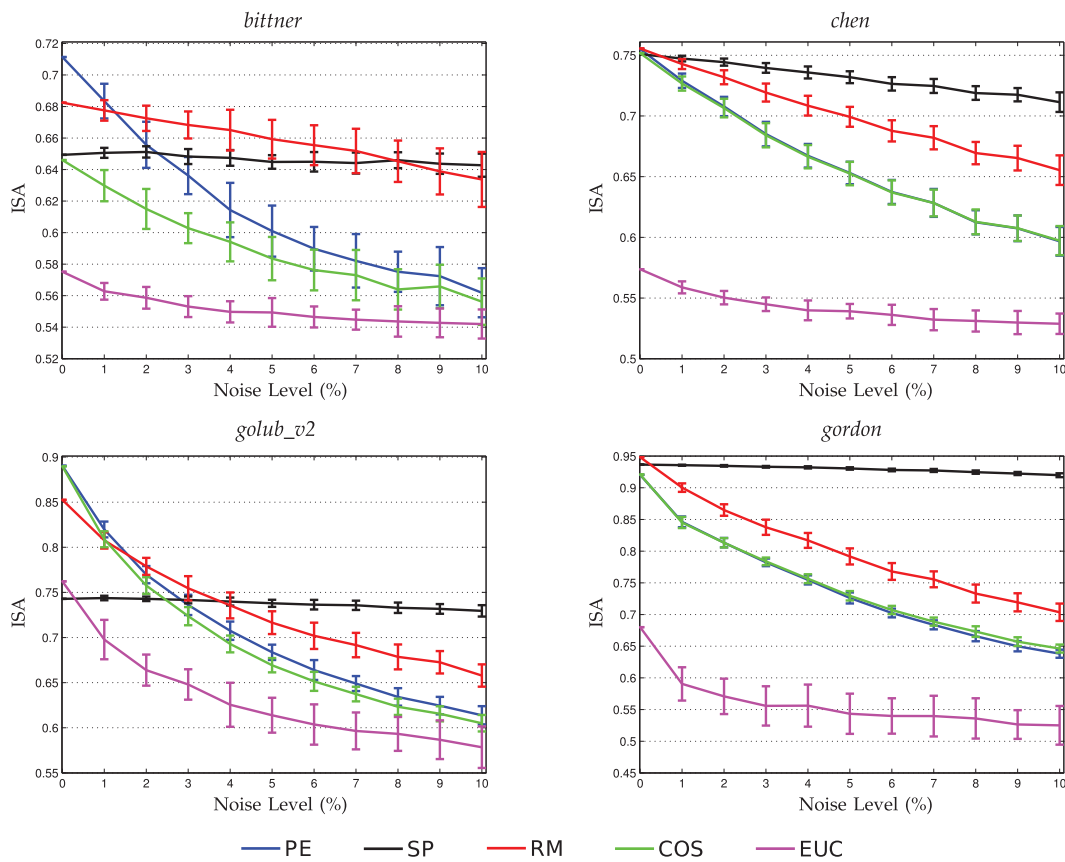 bittner
0.72
0.7
0.68
0.66
0.64
0.62
0.6
0.58
0.56
0.54
0.52
ISA
0 1 2 3 4 5 6 7 8 9 10
Noise Level (%)
chen
0.75
0.7
0.65
0.6
0.55
0.5
ISA
0 1 2 3 4 5 6 7 8 9 10
Noise Level (%)
golub_v2
0.9
0.85
0.8
0.75
0.7
0.65
0.6
0.55
ISA
0 1 2 3 4 5 6 7 8 9 10
Noise Level (%)
gordon
0.95
0.9
0.85
0.8
0.75
0.7
0.65
0.6
0.55
0.5
0.45
ISA
0 1 2 3 4 5 6 7 8 9 10
Noise Level (%)
PE SP RM COS EUC